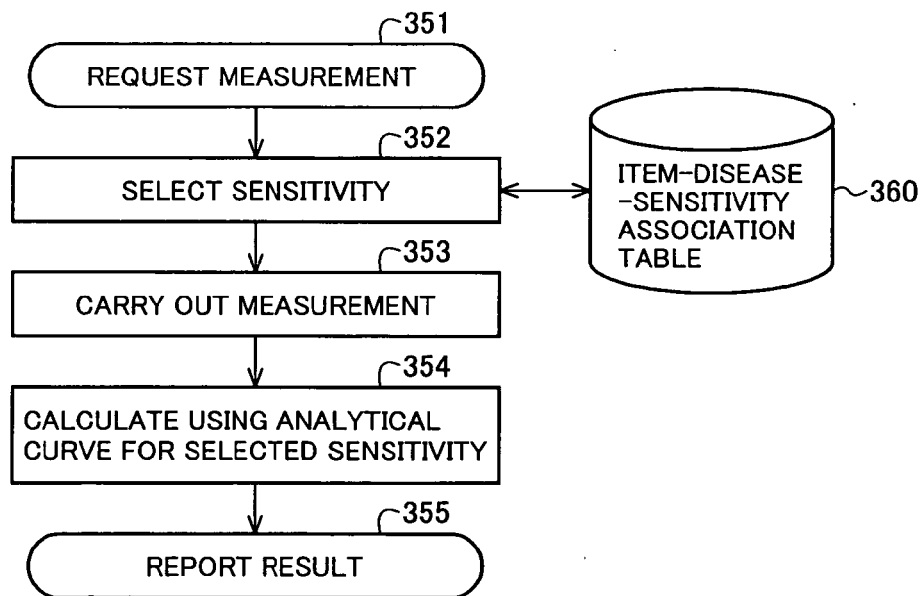 351
REQUEST MEASUREMENT
352
SELECT SENSITIVITY
ITEM-DISEASE
-SENSITIVITY
ASSOCIATION
TABLE
360
353
CARRY OUT MEASUREMENT
354
CALCULATE USING ANALYTICAL
CURVE FOR SELECTED SENSITIVITY
355
REPORT RESULT